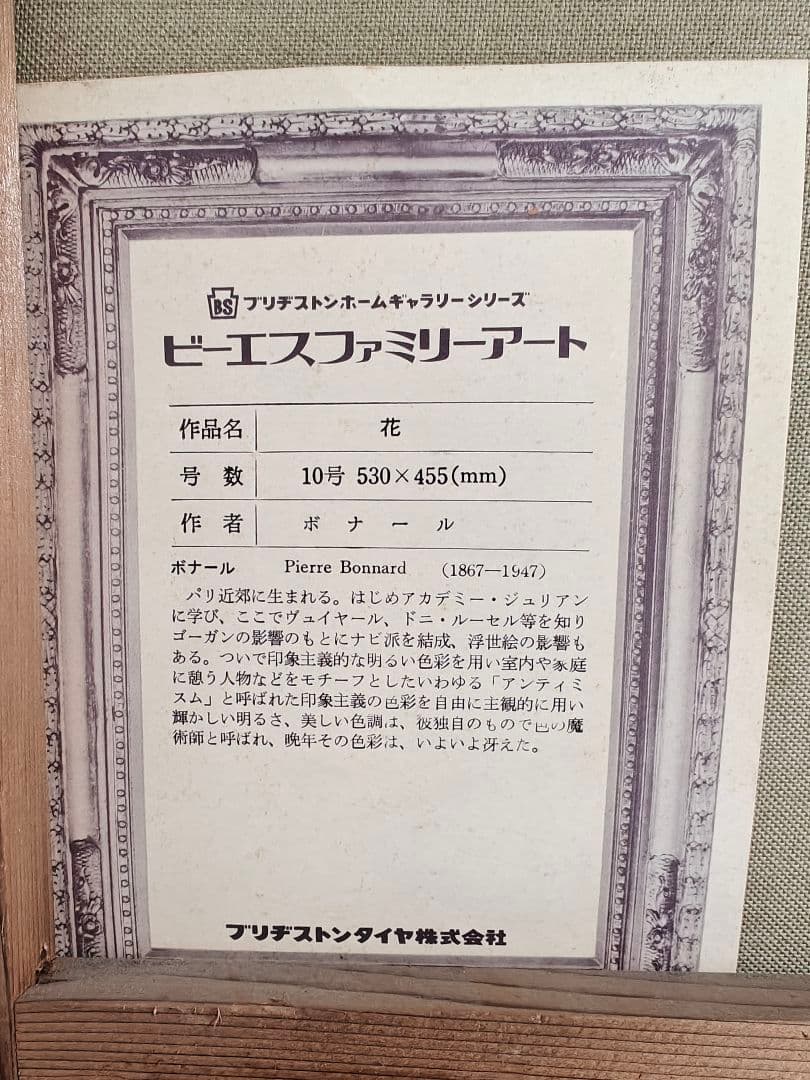 BS ブリヂストンホームギャラリーシリーズ
ビーエスファミリーアート
作品名 花
号数 10号 530×455(mm)
作者 ボナール
ボナール Pierre Bonnard (1867―1947)
パリ近郊に生まれる。はじめアカデミー・ジュリアン
に学び、ここでヴュイヤール、ドニ・ルーセル等を知り
ゴーガンの影響のもとにナビ派を結成、浮世絵の影響も
ある。ついで印象主義的な明るい色彩を用い室内や家庭
に憩う人物などをモチーフとしたいわゆる「アンティミ
スム」と呼ばれた印象主義の色彩を自由に主観的に用い
輝かしい明るさ、美しい色調は、彼独自のもので色の魔
術師と呼ばれ、晩年その色彩は、いよいよ冴えた。
ブリヂストンタイヤ株式会社